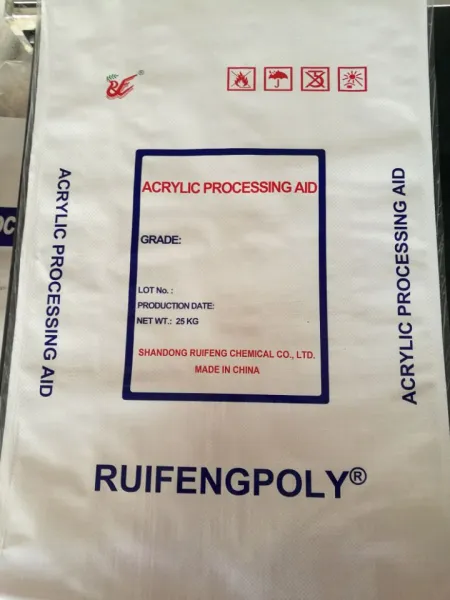 ®
ACRYLIC PROCESSING AID
GRADE:
LOT No. :
PRODUCTION DATE:
NET WT.: 25 KG
SHANDONG RUIFENG CHEMICAL CO., LTD.
MADE IN CHINA
ACRYLIC PROCESSING AID
ACRYLIC PROCESSING AID
RUIFENGPOLY®